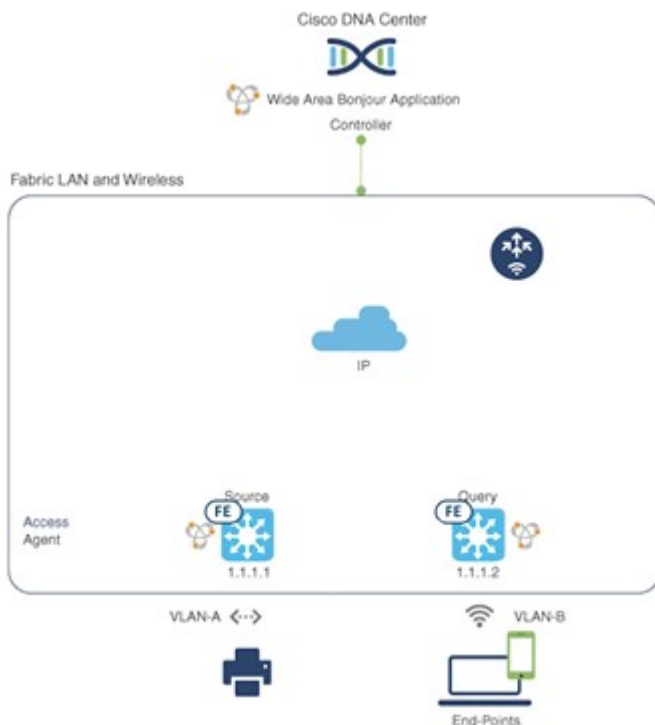 Cisco DNA Center
Wide Area Bonjour Application
Controller
Fabric LAN and Wireless
IP
Source
Query
FE
FE
Access
Agent
1.1.1.1
1.1.1.2
VLAN-A
VLAN-B
End-Points